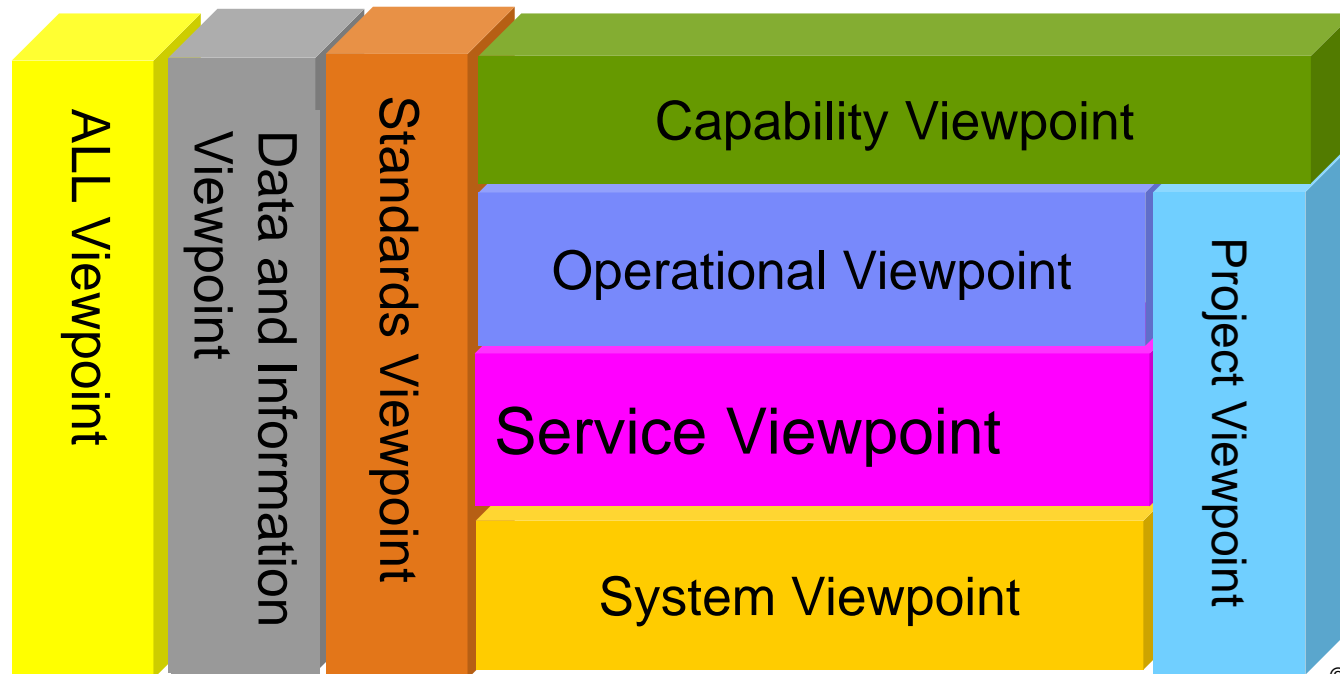 ALL Viewpoint
Data and Information
Viewpoint
Standards Viewpoint
Capability Viewpoint
Operational Viewpoint
Service Viewpoint
System Viewpoint
Project Viewpoint
©